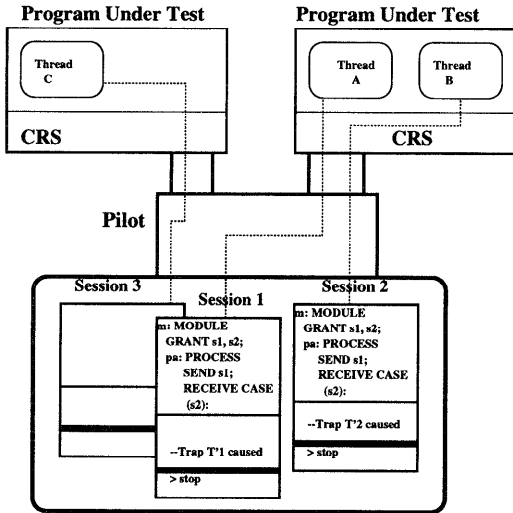 Program Under Test
Program Under Test
Thread
C
Thread
A
Thread
B
CRS
CRS
Pilot
Session 3
Session 1
Session 2
m: MODULE
GRANT s1, s2;
pa: PROCESS
SEND s1;
RECEIVE CASE
(s2):
--Trap T'1 caused
> stop
m: MODULE
GRANT s1, s2;
pa: PROCESS
SEND s1;
RECEIVE CASE
(s2):
--Trap T'2 caused
> stop